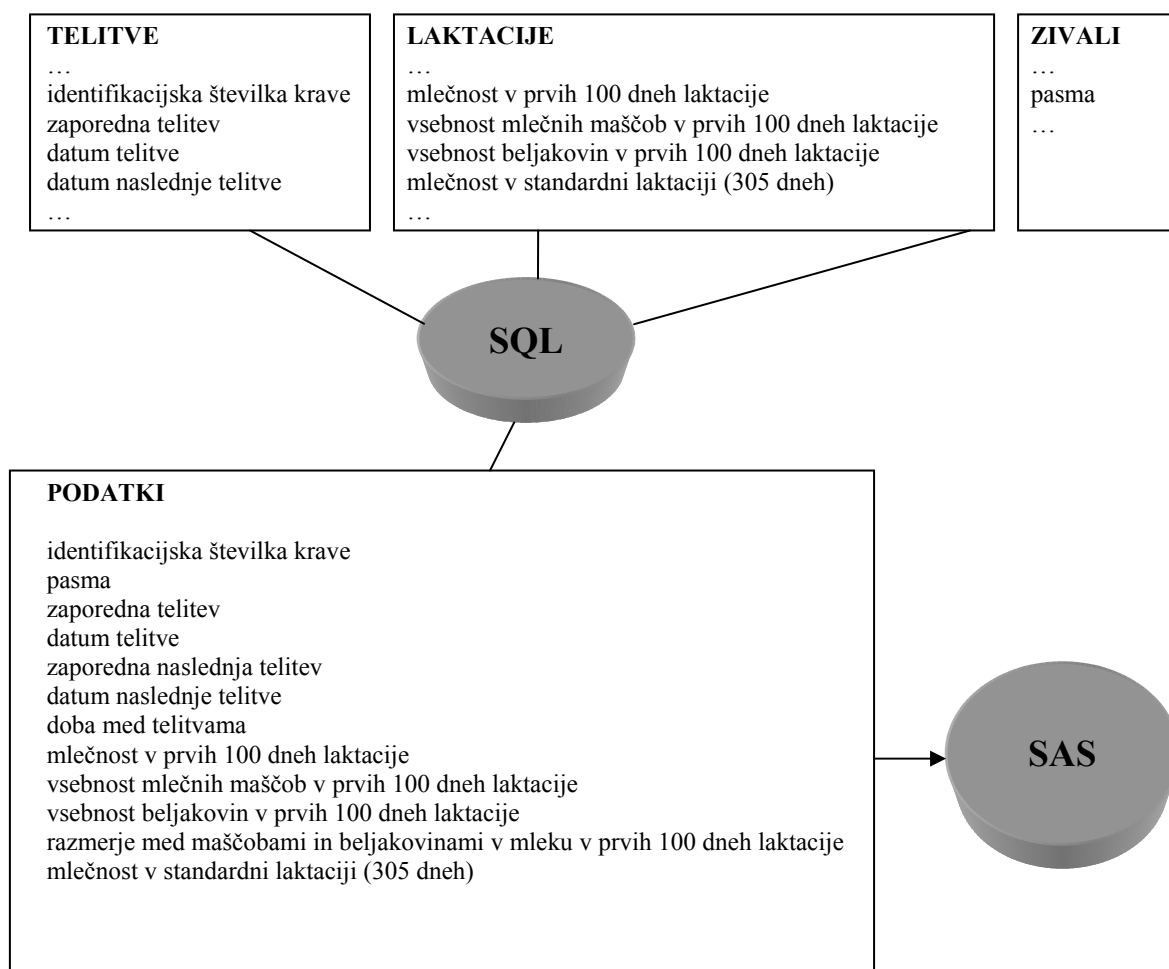 TELITVE
…
identifikacijska številka krave
zaporedna telitev
datum telitve
datum naslednje telitve
…
LAKTACIJE
…
mlečnost v prvih 100 dneh laktacije
vsebnost mlečnih maščob v prvih 100 dneh laktacije
vsebnost beljakovin v prvih 100 dneh laktacije
mlečnost v standardni laktaciji (305 dneh)
…
ZIVALI
…
pasma
…
SQL
PODATKI
identifikacijska številka krave
pasma
zaporedna telitev
datum telitve
zaporedna naslednja telitev
datum naslednje telitve
doba med telitvama
mlečnost v prvih 100 dneh laktacije
vsebnost mlečnih maščob v prvih 100 dneh laktacije
vsebnost beljakovin v prvih 100 dneh laktacije
razmerje med maščobami in beljakovinami v mleku v prvih 100 dneh laktacije
mlečnost v standardni laktaciji (305 dneh)
SAS